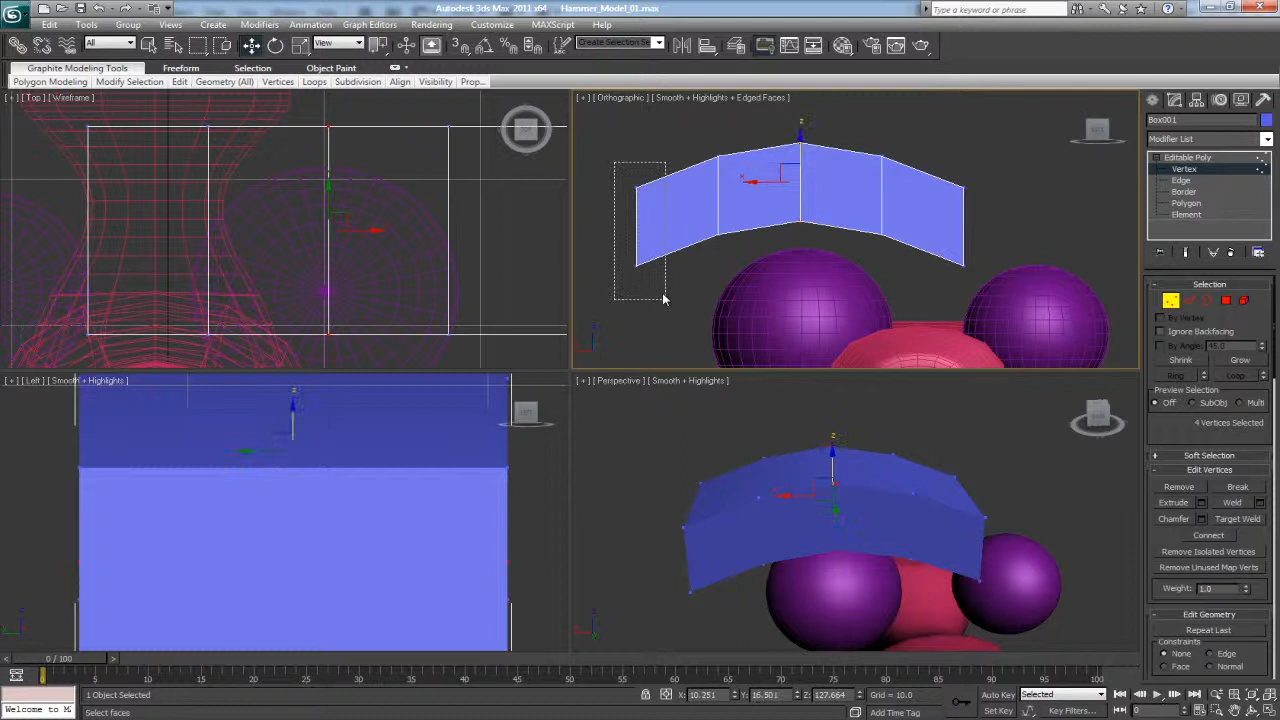 Autodesk 3ds Max 2011 x64 Hammer_Model_01.max
Type a keyword or phrase
Edit Tools Group Views Create Modifiers Animation Graph Editors Rendering Customize MAXScript Help
All View Create Selection Se
Graphite Modeling Tools Freeform Selection Object Paint
Polygon Modeling Modify Selection Edit Geometry (All) Vertices Loops Subdivision Align Visibility Prop...
[ + ] [ Top ] [ Wireframe ]
[ + ] [ Orthographic ] [ Smooth + Highlights + Edged Faces ]
[ + ] [ Left ] [ Smooth + Highlights ]
[ + ] [ Perspective ] [ Smooth + Highlights ]
Box001
Modifier List
Editable Poly
Vertex
Edge
Border
Polygon
Element
Selection
By Vertex
Ignore Backfacing
By Angle: 45.0
Shrink Grow
Ring Loop
Preview Selection
Off SubObj Multi
4 Vertices Selected
Soft Selection
Edit Vertices
Remove Break
Extrude Weld
Chamfer Target Weld
Connect
Remove Isolated Vertices
Remove Unused Map Verts
Weight: 1.0
Edit Geometry
Repeat Last
Constraints
None Edge
Face Normal
0 / 100
5 10 15 20 25 30 35 40 45 50 55 60 65 70 75 80 85 90 95 100
1 Object Selected X: 10.251 Y: 16.501 Z: 127.664 Grid = 10.0 Auto Key Selected
Welcome to M
Select faces Add Time Tag Set Key Key Filters... 0